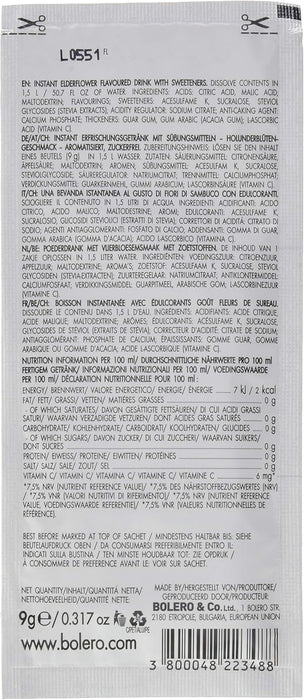 L0551 FL
EN: INSTANT ELDERFLOWER FLAVOURED DRINK WITH SWEETENERS. DISSOLVE CONTENTS IN
1,5 L / 50,7 FL OZ OF WATER. INGREDIENTS: ACIDS: CITRIC ACID, MALIC ACID;
MALTODEXTRIN; FLAVOURINGS; SWEETENERS: ACESULFAME K, SUCRALOSE, STEVIOL
GLYCOSIDES (STEVIA EXTRACTS); ACIDITY REGULATOR: SODIUM CITRATE; ANTI-CAKING AGENT:
CALCIUM PHOSPHATE; THICKENERS: GUAR GUM, GUM ARABIC (ACACIA GUM); L-ASCORBIC
ACID (VITAMIN C).
DE/AT/CH: INSTANT ERFRISCHUNGSGETRÄNK MIT SÜßUNGSMITTELN – HOLUNDERBLÜTEN-
GESCHMACK – AROMATISIERT, ZUCKERFREI. ZUBEREITUNGSHINWEIS: LÖSEN SIE DEN INHALT
EINES BEUTELS (9 g) IN 1,5 L WASSER. ZUTATEN: SÄUERUNGSMITTEL: CITRONENSÄURE,
ÄPFELSÄURE; MALTODEXTRIN; AROMEN; SÜßUNGSMITTEL: ACESULFAM K, SUCRALOSE,
STEVIOLGLYCOSIDE; SÄUREREGULATOR: NATRIUMCITRAT; TRENNMITTEL: CALCIUMPHOSPHAT;
VERDICKUNGSMITTEL: GUARKERNMEHL, GUMMI ARABICUM; L-ASCORBINSÄURE (VITAMIN C).
IT/CH: UNA BEVANDA ISTANTANEA AL GUSTO DI FIORI DI SAMBUCO CON EDULCORANTI.
SCIOGLIERE IL CONTENUTO IN 1,5 LITRI DI ACQUA. INGREDIENTI: ACIDIFICANTI: ACIDO
CITRICO, ACIDO MALICO; MALTODESTRINE; AROMI; EDULCORANTI: ACESULFAME K,
SUCRALOSIO, GLICOSIDI STEVIOLICI (ESTRATTI DI STEVIA); CORRETTORI DI ACIDITÀ: CITRATO DI
SODIO; AGENTI ANTIAGGLOMERANTI: FOSFATO DI CALCIO; ADDENSANTI: GOMMA DI GUAR,
GOMMA ARABICA (GOMMA D'ACACIA); ACIDO L-ASCORBICO (VITAMINA C).
NL/BE: POEDERDRANK MET VLIERBLOESEMSMAAK MET ZOETSTOFFEN. DE INHOUD VAN 1
ZAKJE OPLOSSEN IN 1,5 LITER WATER. INGREDIËNTEN: VOEDINGSZUUR: CITROENZUUR,
APPELZUUR; MALTODEXTRINE; AROMA'S; ZOETSTOF: ACESULFAAM K, SUCRALOSE,
STEVIOLGLYCOSIDEN (STEVIAEXTRACTEN); ZUURTEREGELAAR: NATRIUMCITRAAT; ANTIKLONTERMIDDEL:
CALCIUMFOSFAAT; VERDIKKINGSMIDDEL: GUARPITMEEL, ARABISCHE GOM; L-ASCORBINEZUUR
(VITAMINE C).
FR/BE/CH: BOISSON INSTANTANÉE AVEC ÉDULCORANTS GOÛT FLEURS DE SUREAU.
DISSOUDRE LE CONTENU DANS 1,5 L D'EAU. INGRÉDIENTS: ACIDIFIANTS: ACIDE CITRIQUE,
ACIDE MALIQUE; MALTODEXTRINE; ARÔMES; ÉDULCORANTS: ACÉSULFAME K, SUCRALOSE,
GLYCOSIDES DE STÉVIOL (EXTRAITS DE STÉVIA); CORRECTEUR D'ACIDITÉ: CITRATE DE SODIUM;
ANTIAGGLOMÉRANT: PHOSPHATE DE CALCIUM; ÉPAISSISSANTS: GOMME GUAR, GOMME
ARABIQUE OU GOMME D'ACACIA; ACIDE L-ASCORBIQUE (VITAMINE C).
NUTRITION INFORMATION PER 100 ml/ DURCHSCHNITTLICHE NÄHRWERTE PRO 100 ml
FERTIGEM GETRÄNK/ INFORMAZIONI NUTRIZIONALI PER 100 ml/ VOEDINGSWAARDE
PER 100 ml/ DÉCLARATION NUTRITIONNELLE POUR 100 ml:
ENERGY/ BRENNWERT/ VALORE ENERGETICO/ ENERGIE/ ÉNERGIE 7 kJ / 2 kcal
FAT/ FETT/ GRASSI/ VETTEN/ MATIÈRES GRASSES 0 g
- OF WHICH SATURATES/ DAVON GESÄTTIGTE FETTSÄUREN/ DI CUI ACIDI GRASSI
SATURI/ WAARVAN VERZADIGDE VETZUREN/ DONT ACIDES GRAS SATURÉS 0 g
CARBOHYDRATE/ KOHLENHYDRATE/ CARBOIDRATI/ KOOLHYDRATEN/ GLUCIDES 0 g
- OF WHICH SUGARS/ DAVON ZUCKER/ DI CUI ZUCCHERI/ WAARVAN SUIKERS/
DONT SUCRES 0 g
PROTEIN/ EIWEISS/ PROTEINE/ EIWITTEN/ PROTÉINES 0 g
SALT/ SALZ/ SALE/ ZOUT/ SEL 0 g
VITAMIN C/ VITAMIN C/ VITAMINA C/ VITAMINE C/ VITAMINE C 6 mg*
*7,5% NRV (NUTRIENT REFERENCE VALUE)/ *7,5% DES NÄHRSTOFFBEZUGSWERTES (NRV)
/ *7,5% VNR (VALORI NUTRITIVI DI RIFERIMENTO)/ *7,5% NRV (NUTRIENT REFERENCE
VALUE, VOEDINGSWAARDE REFERENTIE)/ *7,5% VNR (VALEURS NUTRITIONNELLES DE
RÉFÉRENCE).
BEST BEFORE MARKED AT TOP OF SACHET / MINDESTENS HALTBAR BIS, SIEHE
BEUTELAUFDRUCK OBEN / DA CONSUMARSI PREFERIBILMENTE ENTRO LA DATA
INDICATA SULLA BUSTINA / TEN MINSTE HOUDBAAR TOT, ZIE OPDRUK /
À CONSOMMER DE PREFERENCE AVANT LE, VOIR LE HAUT DU SACHET.
NET QUANTITY/INHALT/QUANTITÀ NETTA/
NETTOHOEVEELHEID/QUANTITÉ NETTE:
9g℮/ 0.317 oz
C/PETALUPE
www.bolero.com
MADE BY/HERGESTELLT VON/PRODUTTORE/
GEPRODUCEERD DOOR/PRODUIT PAR:
BOLERO & Co. Ltd., 1 BOLERO STR.
2180 ETROPOLE, BULGARIA, EUROPEAN UNION
3 800048 223488